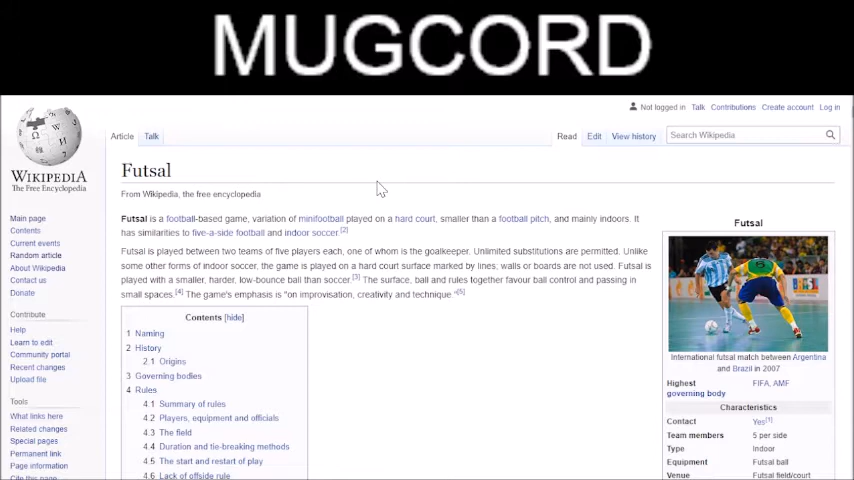 MUGCORD
Not logged in Talk Contributions Create account Log in
Article Talk Read Edit View history Search Wikipedia
WIKIPEDIA
The Free Encyclopedia
Main page
Contents
Current events
Random article
About Wikipedia
Contact us
Donate
Contribute
Help
Learn to edit
Community portal
Recent changes
Upload file
Tools
What links here
Related changes
Special pages
Permanent link
Page information
Cite this page
Futsal
From Wikipedia, the free encyclopedia
Futsal is a football-based game, variation of minifootball played on a hard court, smaller than a football pitch, and mainly indoors. It
has similarities to five-a-side football and indoor soccer.[2]
Futsal is played between two teams of five players each, one of whom is the goalkeeper. Unlimited substitutions are permitted. Unlike
some other forms of indoor soccer, the game is played on a hard court surface marked by lines; walls or boards are not used. Futsal is
played with a smaller, harder, low-bounce ball than soccer.[3] The surface, ball and rules together favour ball control and passing in
small spaces.[4] The game's emphasis is "on improvisation, creativity and technique."[5]
Contents [hide]
1 Naming
2 History
2.1 Origins
3 Governing bodies
4 Rules
4.1 Summary of rules
4.2 Players, equipment and officials
4.3 The field
4.4 Duration and tie-breaking methods
4.5 The start and restart of play
4.6 Lack of offside rule
Futsal
International futsal match between Argentina
and Brazil in 2007
Highest FIFA, AMF
governing body
Characteristics
Contact Yes[1]
Team members 5 per side
Type Indoor
Equipment Futsal ball
Venue Futsal field/court